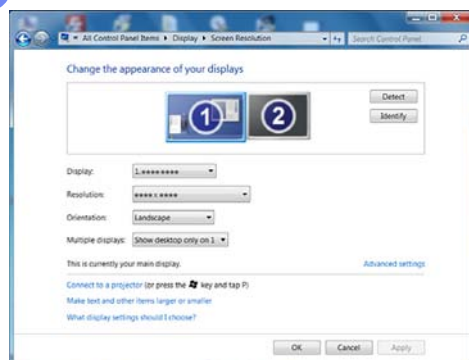 All Control Panel Items ▸ Display ▸ Screen Resolution
Search Control Panel
Change the appearance of your displays
1
2
Detect
Identify
Display: 1.********
Resolution: **** x ****
Orientation: Landscape
Multiple displays: Show desktop only on 1
This is currently your main display.
Advanced settings
Connect to a projector (or press the key and tap P)
Make text and other items larger or smaller
What display settings should I choose?
OK Cancel Apply